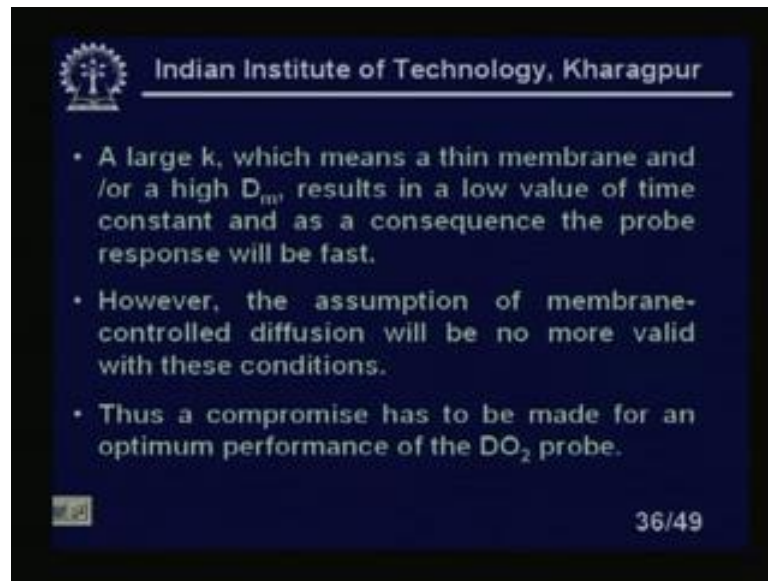 Indian Institute of Technology, Kharagpur
• A large k, which means a thin membrane and
/or a high Dm, results in a low value of time
constant and as a consequence the probe
response will be fast.
• However, the assumption of membrane-
controlled diffusion will be no more valid
with these conditions.
• Thus a compromise has to be made for an
optimum performance of the DO2 probe.
36/49